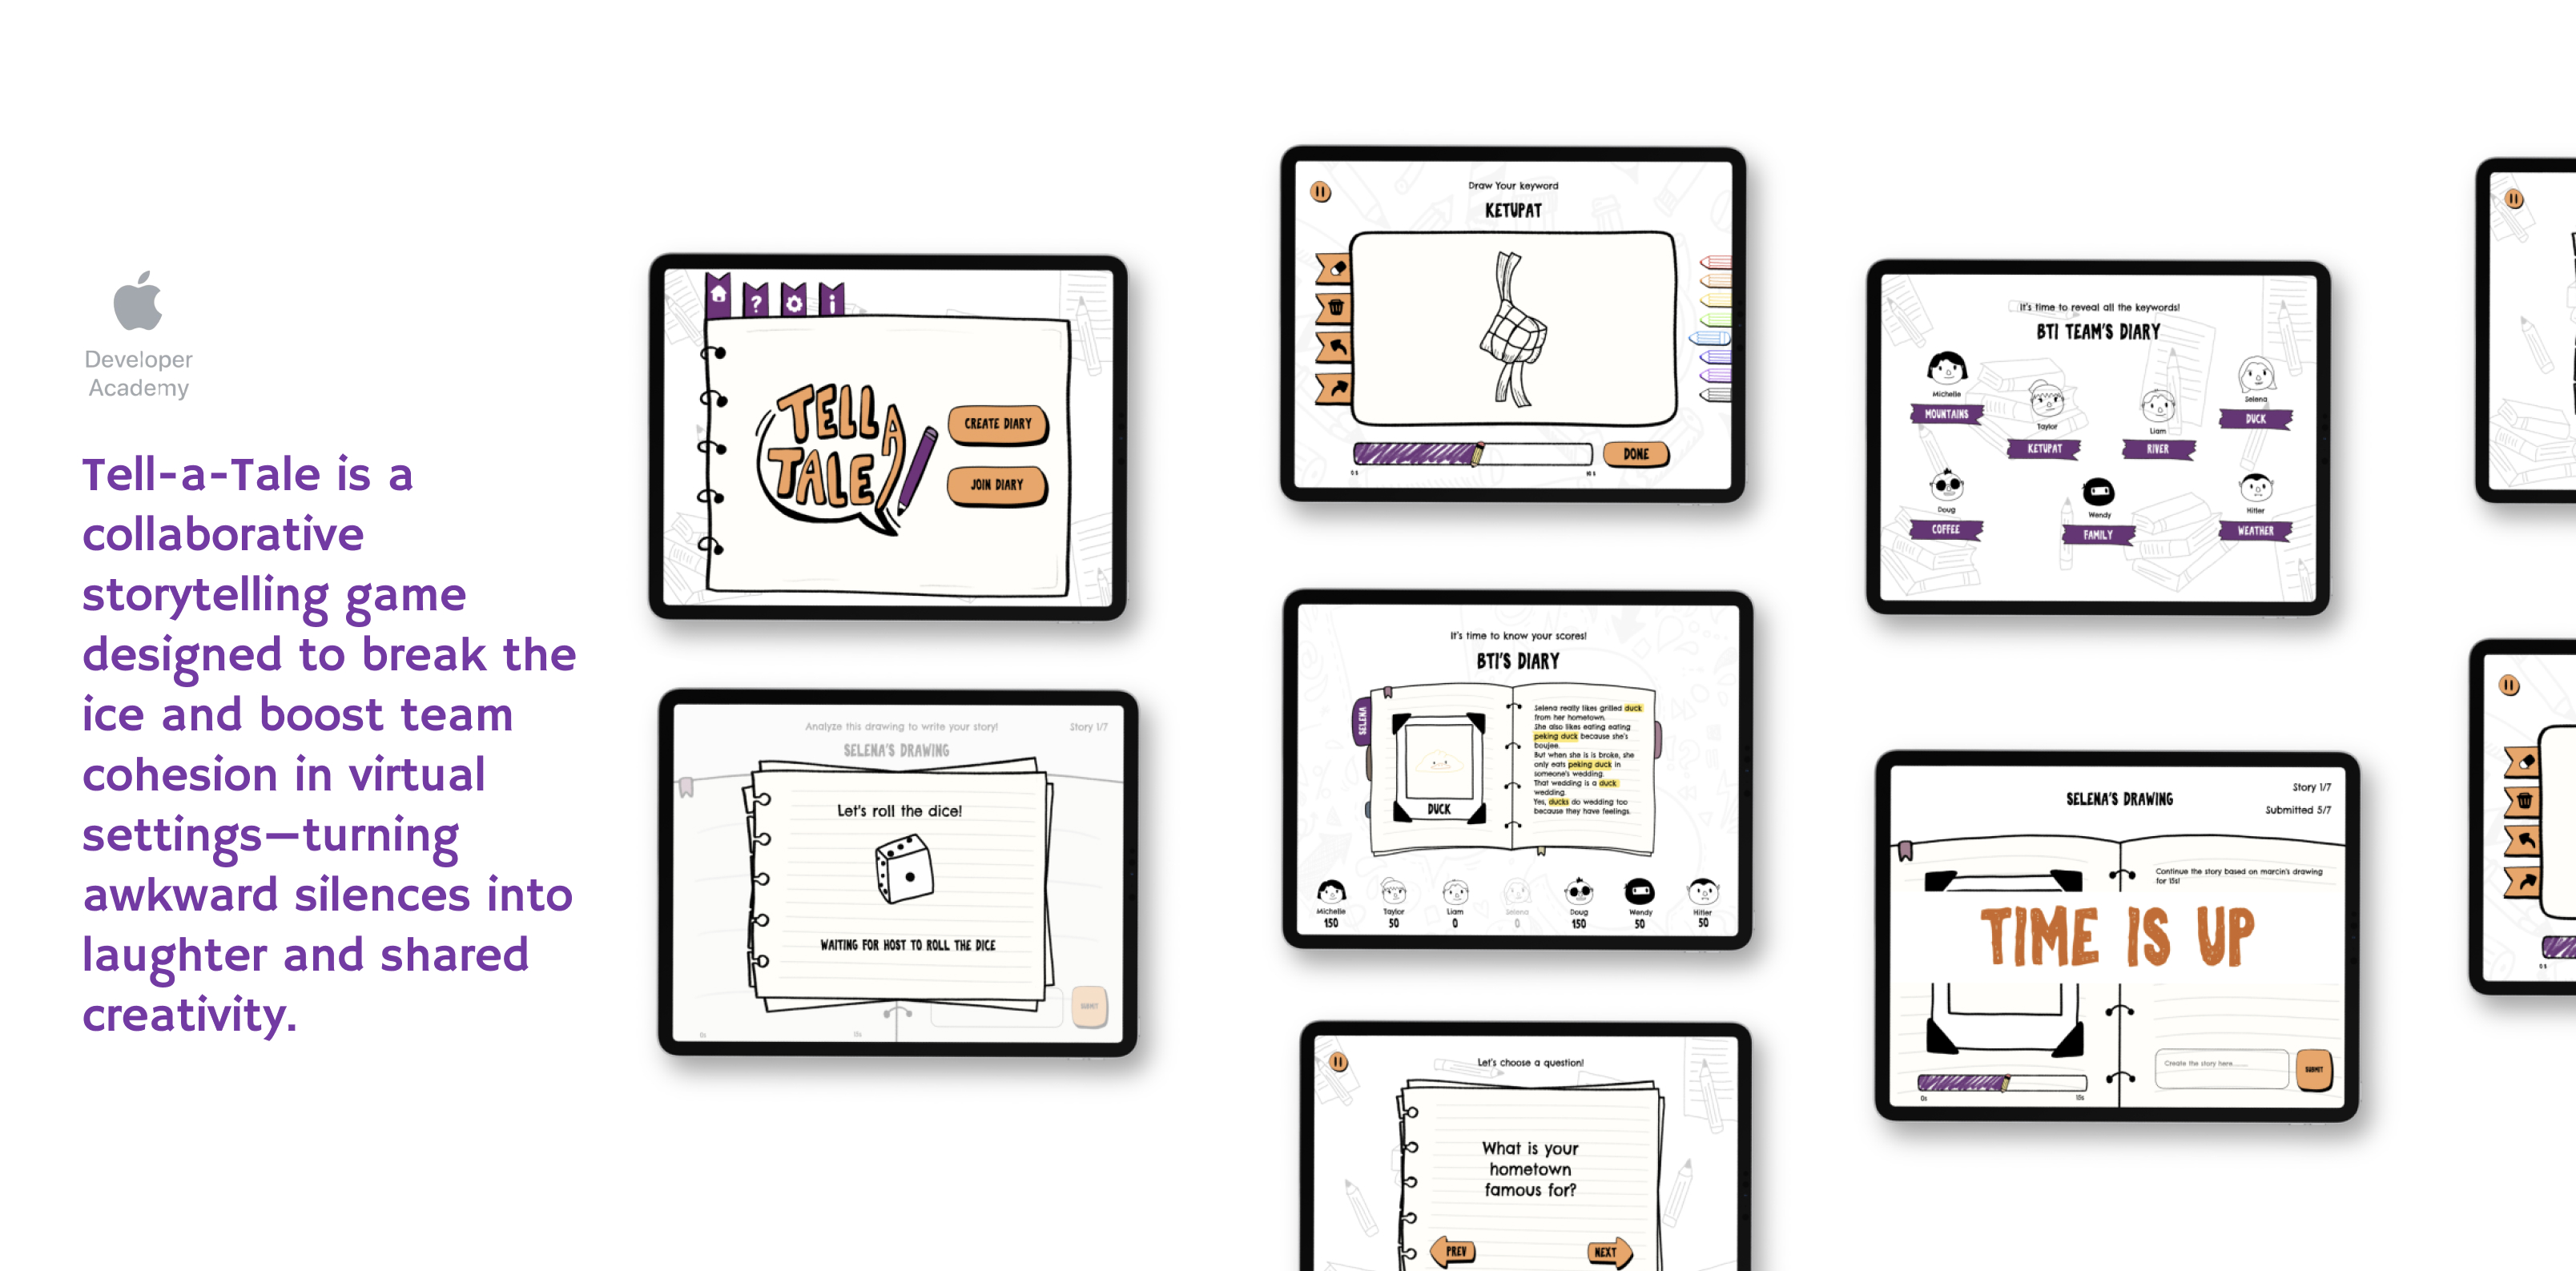 Developer
Academy
Tell-a-Tale is a
collaborative
storytelling game
designed to break the
ice and boost team
cohesion in virtual
settings—turning
awkward silences into
laughter and shared
creativity.
TELL A
TALE
CREATE DIARY
JOIN DIARY
Analyze this drawing to write your story!
Story 1/7
SELENA'S DRAWING
Let's roll the dice!
WAITING FOR HOST TO ROLL THE DICE
SUBMIT
0s
15s
Draw Your keyword
KETUPAT
DONE
0 s
It's time to know your scores!
BTI'S DIARY
SELENA
DUCK
Selena really likes grilled duck
from her hometown.
She also likes eating eating
peking duck because she's
boujee.
But when she is is broke, she
only eats peking duck in
someone's wedding.
That wedding is a duck
wedding.
Yes, ducks do wedding too
because they have feelings.
Michelle
150
Taylor
50
Liam
0
Selena
0
Doug
150
Wendy
50
Hitler
50
Let's choose a question!
What is your
hometown
famous for?
PREV
NEXT
It's time to reveal all the keywords!
BTI TEAM'S DIARY
Michelle
MOUNTAINS
Taylor
KETUPAT
Liam
RIVER
Selena
DUCK
Doug
COFFEE
Wendy
FAMILY
Hitler
WEATHER
SELENA'S DRAWING
Story 1/7
Submitted 5/7
Continue the story based on marcin's drawing
for 15s!
TIME IS UP
Create the story here......
SUBMIT
0s
15s
0 s